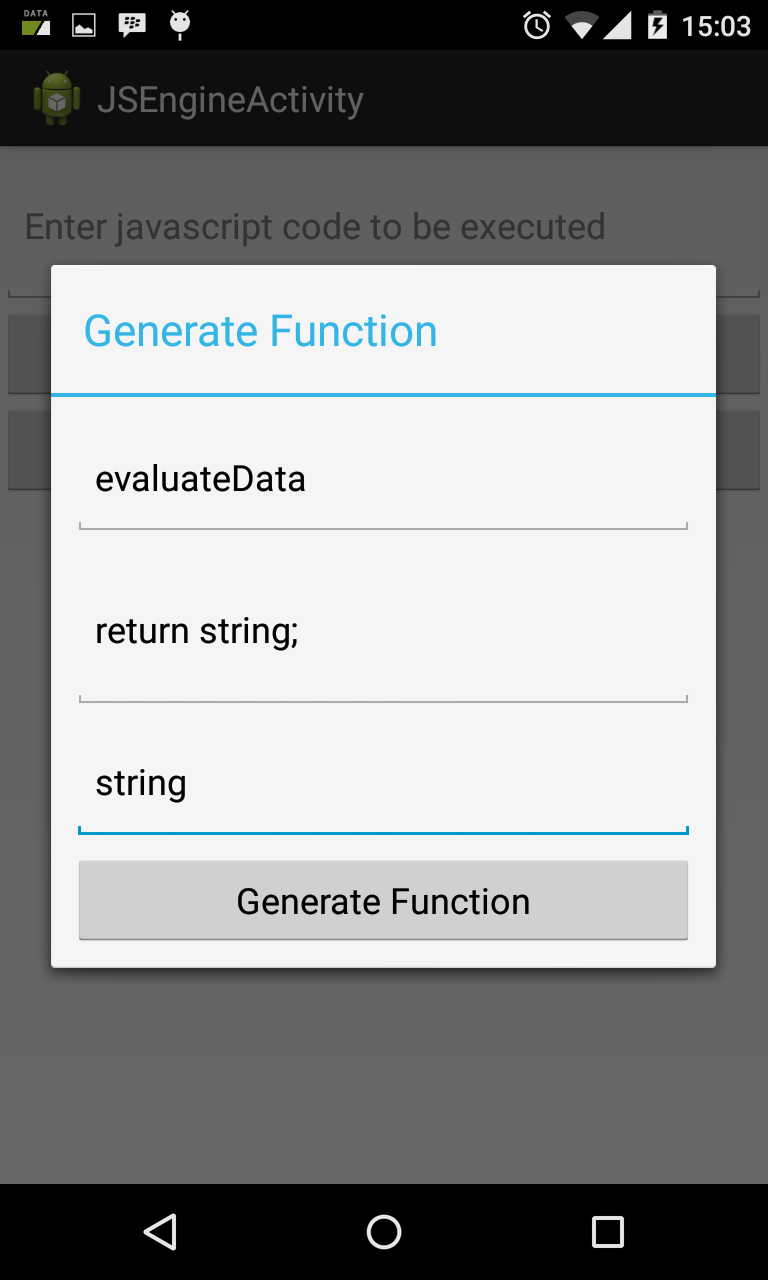 DATA
15:03
JSEngineActivity
Enter javascript code to be executed
Generate Function
evaluateData
return string;
string
Generate Function